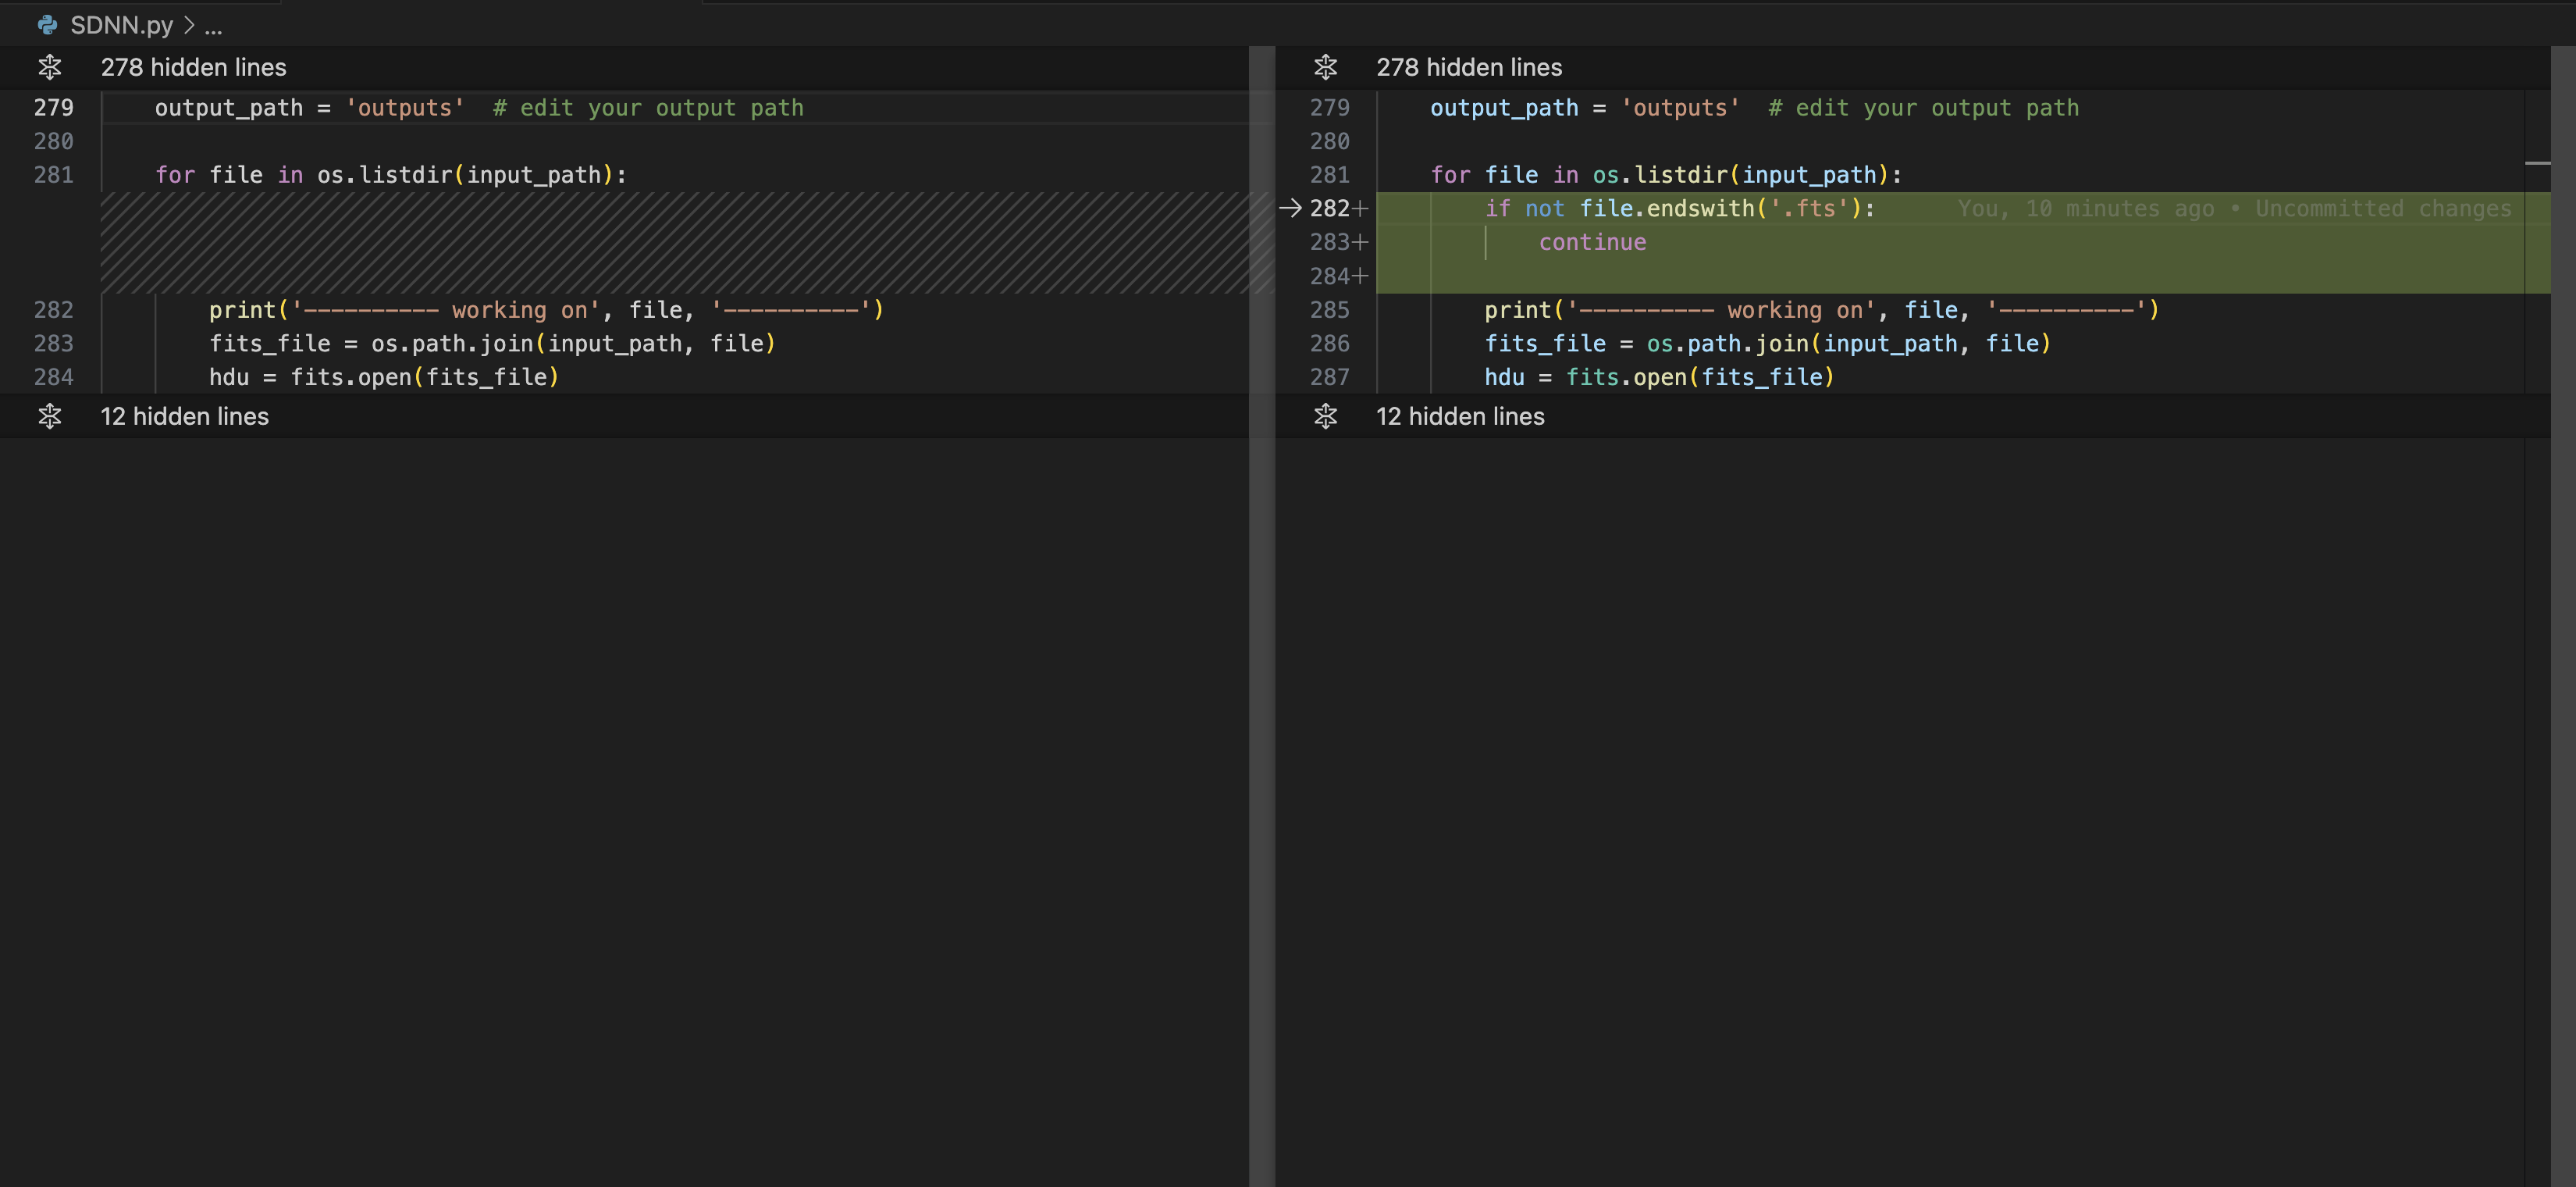 SDNN.py > ...
278 hidden lines
279 output_path = 'outputs'  # edit your output path
280
281 for file in os.listdir(input_path):
282 print('---------- working on', file, '----------')
283 fits_file = os.path.join(input_path, file)
284 hdu = fits.open(fits_file)
12 hidden lines
278 hidden lines
279 output_path = 'outputs'  # edit your output path
280
281 for file in os.listdir(input_path):
282+ if not file.endswith('.fts'): You, 10 minutes ago • Uncommitted changes
283+ continue
284+
285 print('---------- working on', file, '----------')
286 fits_file = os.path.join(input_path, file)
287 hdu = fits.open(fits_file)
12 hidden lines